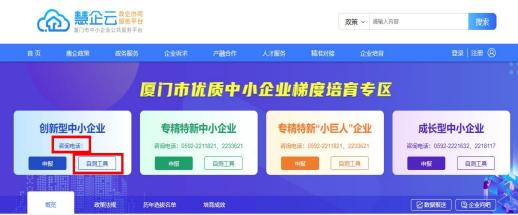 慧企云 政企协同服务平台
厦门市中小企业公共服务平台
政策 请输入内容 搜索
首页 惠企政策 政务服务 企业诉求 产融合作 人才服务 精准对接 企业培育 登录 | 注册
厦门市优质中小企业梯度培育专区
创新型中小企业 专精特新中小企业 专精特新“小巨人”企业 成长型中小企业
咨询电话: 咨询电话: 0592-2211821、2233621 咨询电话: 0592-2233621 咨询电话: 0592-2221632、2218117
申报 自测工具 申报 自测工具 申报 自测工具 申报 自测工具
概览 政策法规 历年选拔名单 培育成效 数据报送 企业问吧